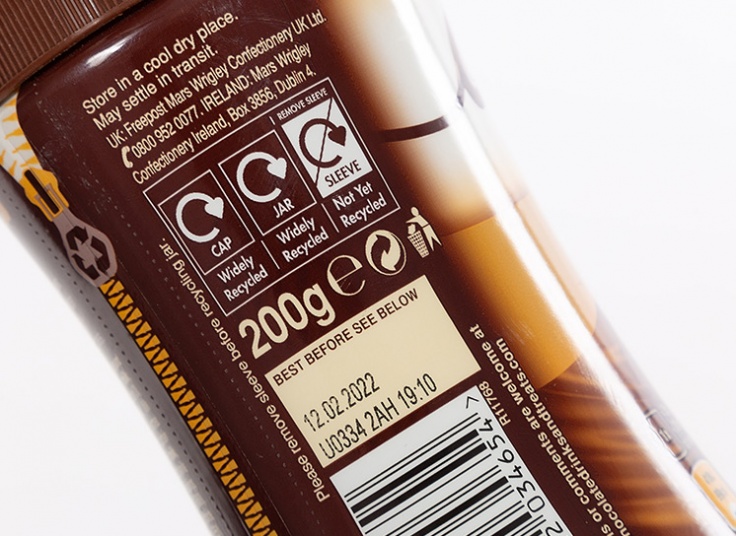 Store in a cool dry place.
May settle in transit.
UK: Freepost Mars Wrigley Confectionery UK Ltd.
0800 952 0077. IRELAND: Mars Wrigley
Confectionery Ireland, Box 3856, Dublin 4.
REMOVE SLEEVE
CAP
JAR
SLEEVE
Widely
Recycled
Widely
Recycled
Not Yet
Recycled
200g e
BEST BEFORE SEE BELOW
12.02.2022
U0334 2AH 19:10
Please remove sleeve before recycling jar.
R11768
or comments are welcome at
hocolatedrinksandtreats.com
2034654 >